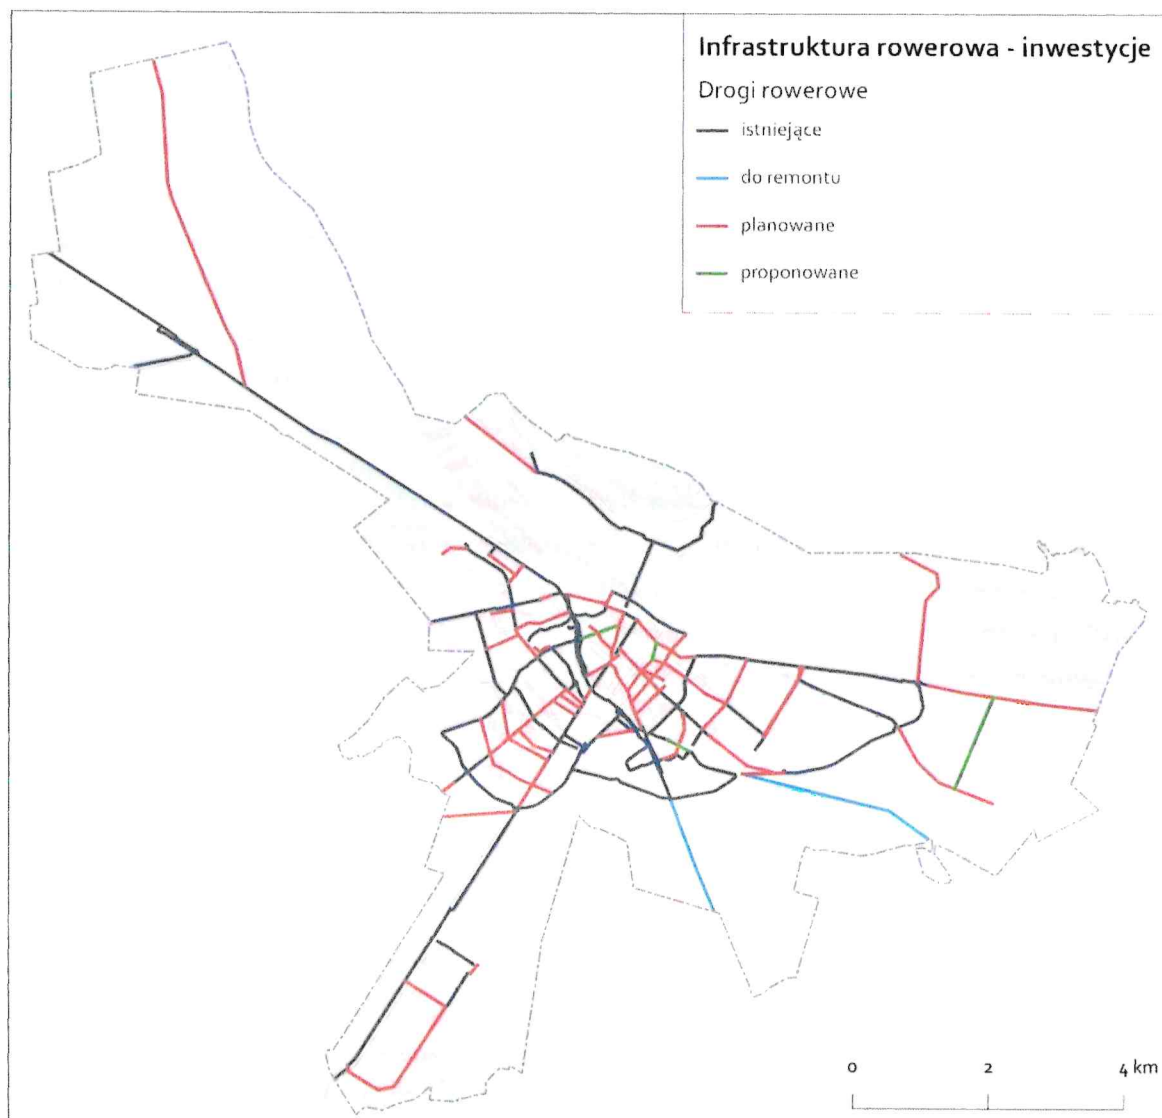 Infrastruktura rowerowa - inwestycje
Drogi rowerowe
istniejące
do remontu
planowane
proponowane
0 2 4 km